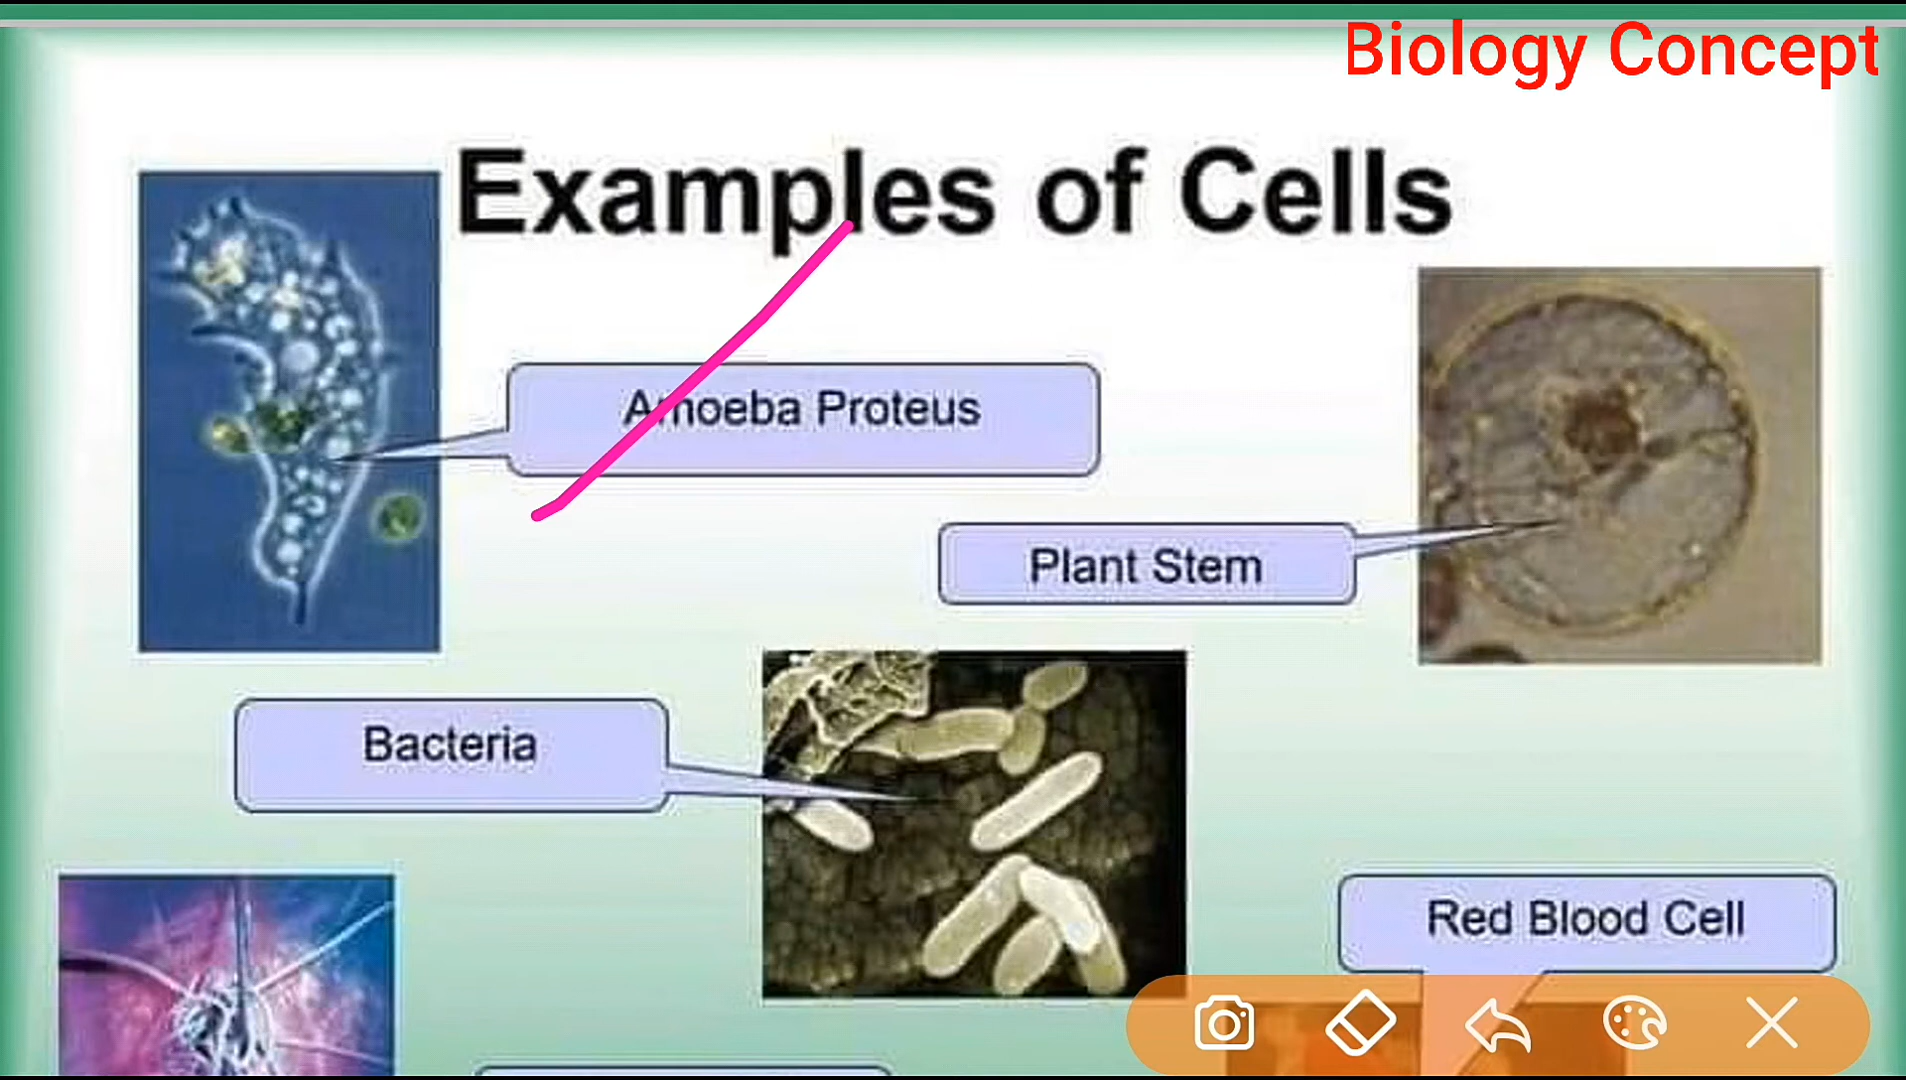 Biology Concept
Examples of Cells
Amoeba Proteus
Plant Stem
Bacteria
Red Blood Cell